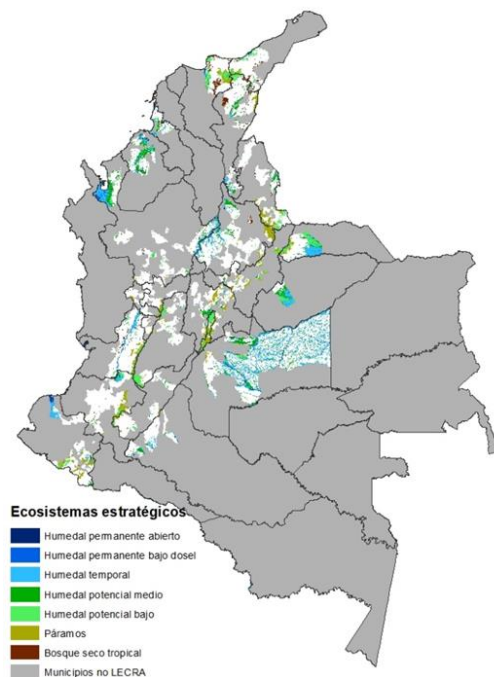 Ecosistemas estratégicos
Humedal permanente abierto
Humedal permanente bajo dosel
Humedal temporal
Humedal potencial medio
Humedal potencial bajo
Páramos
Bosque seco tropical
Municipios no LECRA